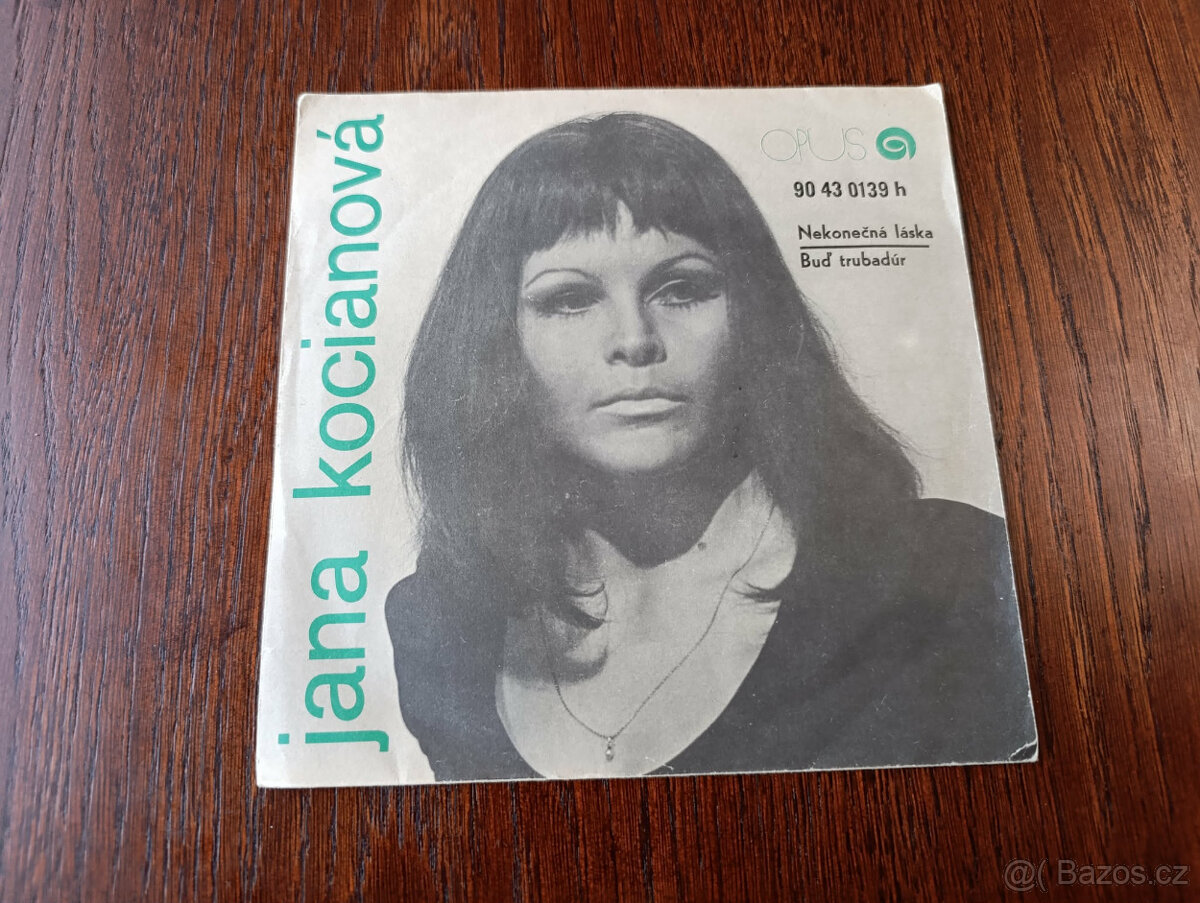 jana kocianová
OPUS
90 43 0139 h
Nekonečná láska
Buď trubadúr
@( Bazos.cz